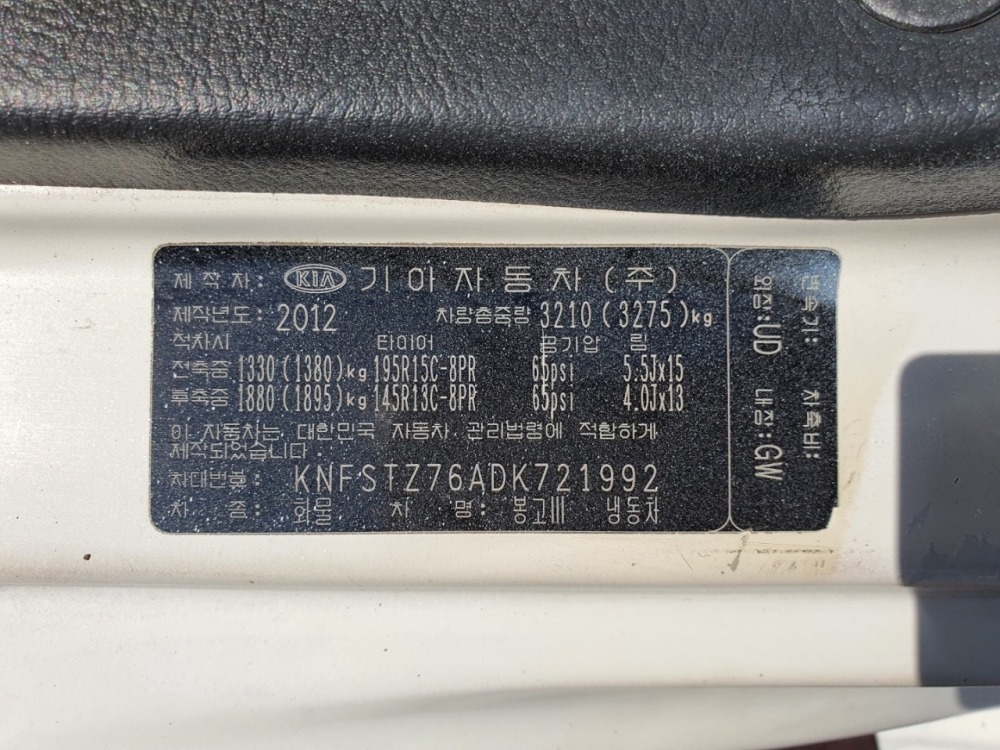 제 작 자: KIA 기아자동차(주)
제작년도: 2012 차량총중량 3210(3275)kg
적차시 타이어 공기압 림
전축중 1330(1380)kg 195R15C-8PR 65psi 5.5Jx15
후축중 1880(1895)kg 145R13C-8PR 65psi 4.0Jx13
이 자동차는 대한민국 자동차 관리법령에 적합하게
제작되었습니다
차대번호: KNFSTZ76ADK721992
차 종: 화물 차 명: 봉고III 냉동차
변속기: 차축비:
외장:UD 내장:GW